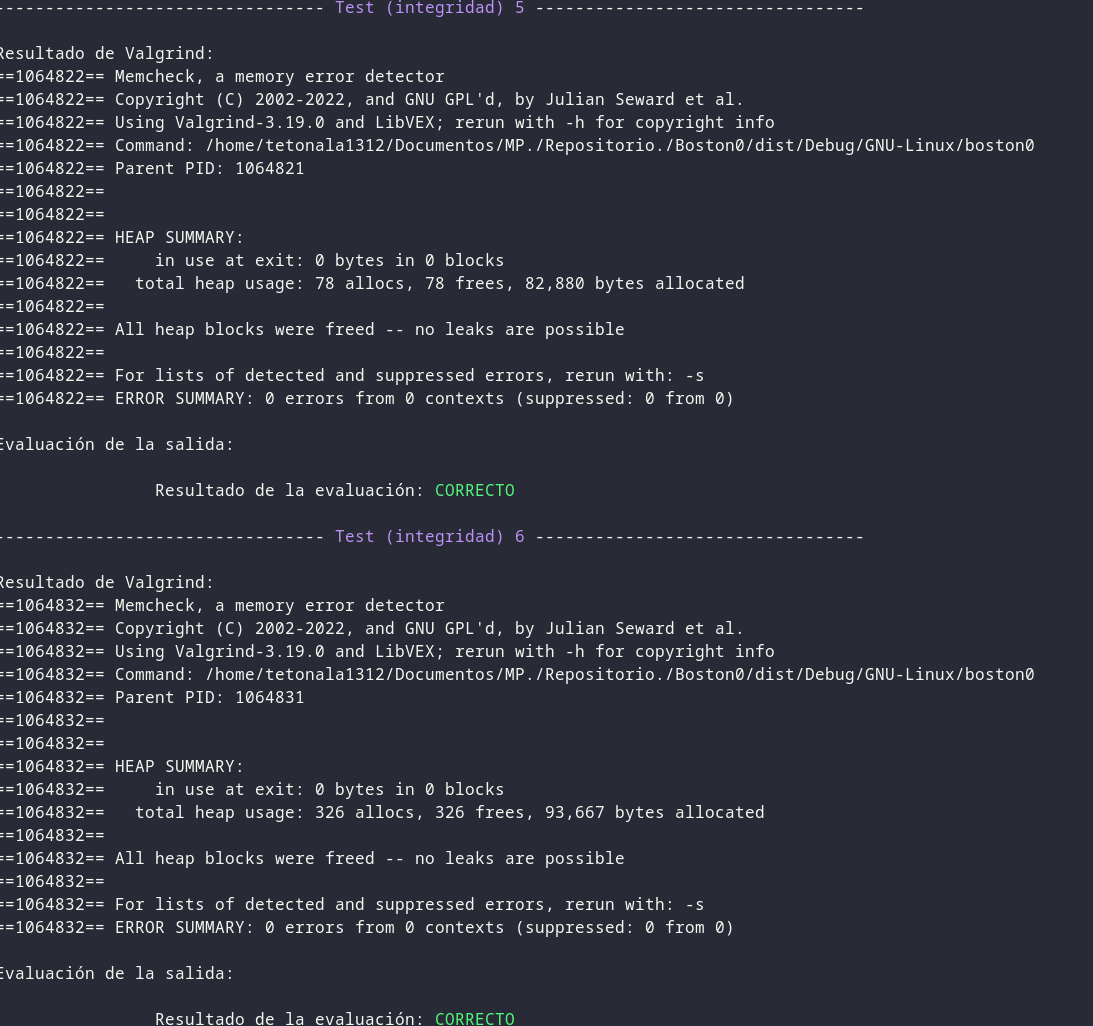 --------------------------------- Test (integridad) 5 ---------------------------------
Resultado de Valgrind:
==1064822== Memcheck, a memory error detector
==1064822== Copyright (C) 2002-2022, and GNU GPL'd, by Julian Seward et al.
==1064822== Using Valgrind-3.19.0 and LibVEX; rerun with -h for copyright info
==1064822== Command: /home/tetonala1312/Documentos/MP./Repositorio./Boston0/dist/Debug/GNU-Linux/boston0
==1064822== Parent PID: 1064821
==1064822==
==1064822==
==1064822== HEAP SUMMARY:
==1064822==     in use at exit: 0 bytes in 0 blocks
==1064822==   total heap usage: 78 allocs, 78 frees, 82,880 bytes allocated
==1064822==
==1064822== All heap blocks were freed -- no leaks are possible
==1064822==
==1064822== For lists of detected and suppressed errors, rerun with: -s
==1064822== ERROR SUMMARY: 0 errors from 0 contexts (suppressed: 0 from 0)
Evaluación de la salida:
Resultado de la evaluación: CORRECTO
--------------------------------- Test (integridad) 6 ---------------------------------
Resultado de Valgrind:
==1064832== Memcheck, a memory error detector
==1064832== Copyright (C) 2002-2022, and GNU GPL'd, by Julian Seward et al.
==1064832== Using Valgrind-3.19.0 and LibVEX; rerun with -h for copyright info
==1064832== Command: /home/tetonala1312/Documentos/MP./Repositorio./Boston0/dist/Debug/GNU-Linux/boston0
==1064832== Parent PID: 1064831
==1064832==
==1064832==
==1064832== HEAP SUMMARY:
==1064832==     in use at exit: 0 bytes in 0 blocks
==1064832==   total heap usage: 326 allocs, 326 frees, 93,667 bytes allocated
==1064832==
==1064832== All heap blocks were freed -- no leaks are possible
==1064832==
==1064832== For lists of detected and suppressed errors, rerun with: -s
==1064832== ERROR SUMMARY: 0 errors from 0 contexts (suppressed: 0 from 0)
Evaluación de la salida:
Resultado de la evaluación: CORRECTO